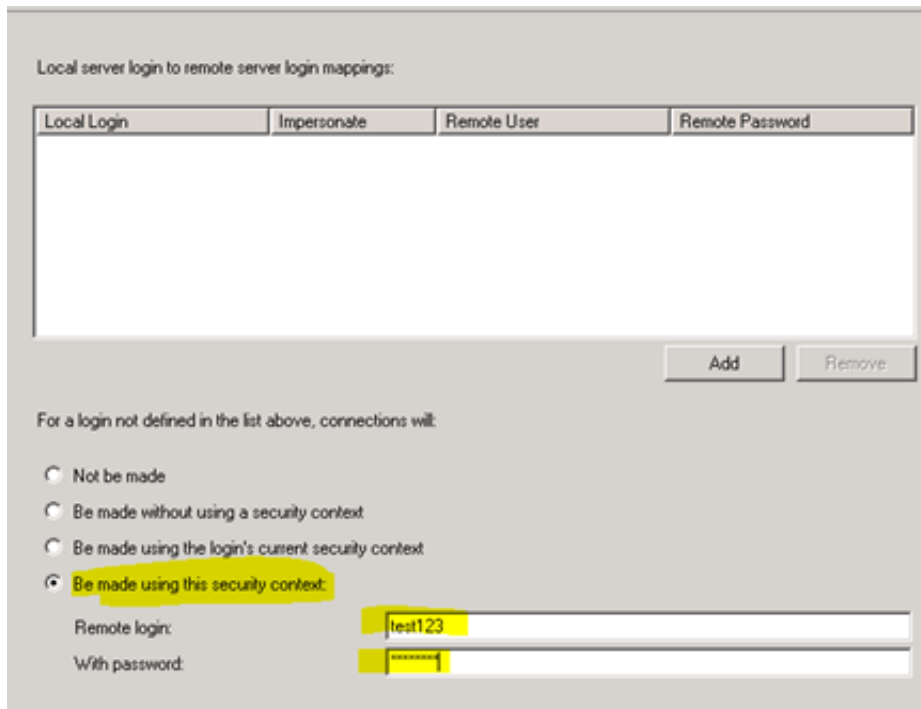 Local server login to remote server login mappings:
Local Login Impersonate Remote User Remote Password
Add Remove
For a login not defined in the list above, connections will:
Not be made
Be made without using a security context
Be made using the login's current security context
Be made using this security context:
Remote login: test123
With password: ********